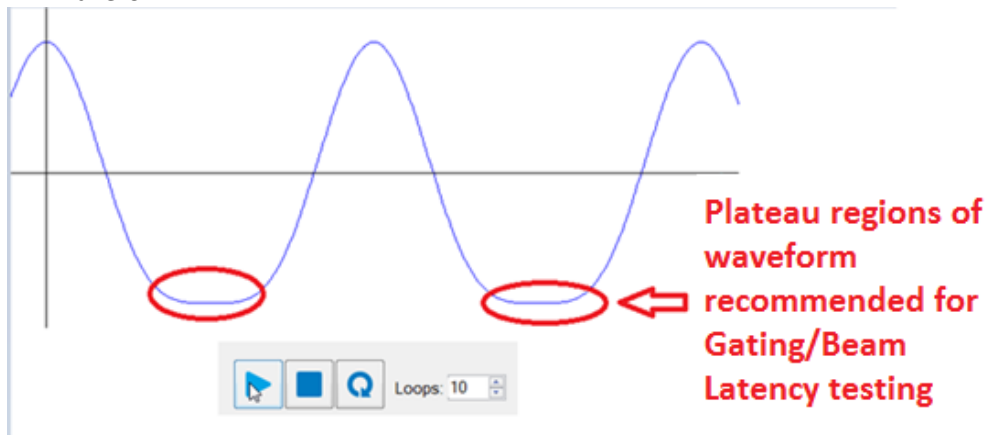 Plateau regions of
waveform
recommended for
Gating/Beam
Latency testing
Loops: 10